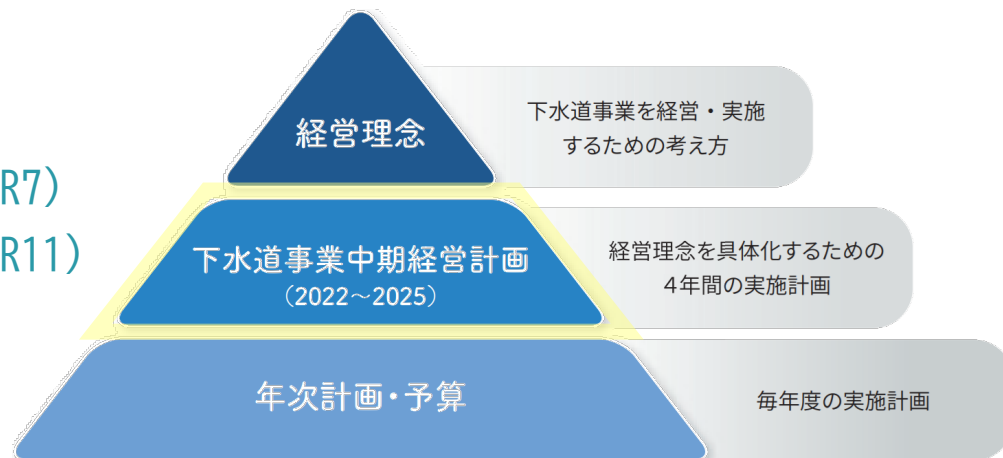 経営理念
下水道事業を経営・実施
するための考え方
R7）
R11）
下水道事業中期経営計画
（2022～2025）
経営理念を具体化するための
４年間の実施計画
年次計画・予算
毎年度の実施計画